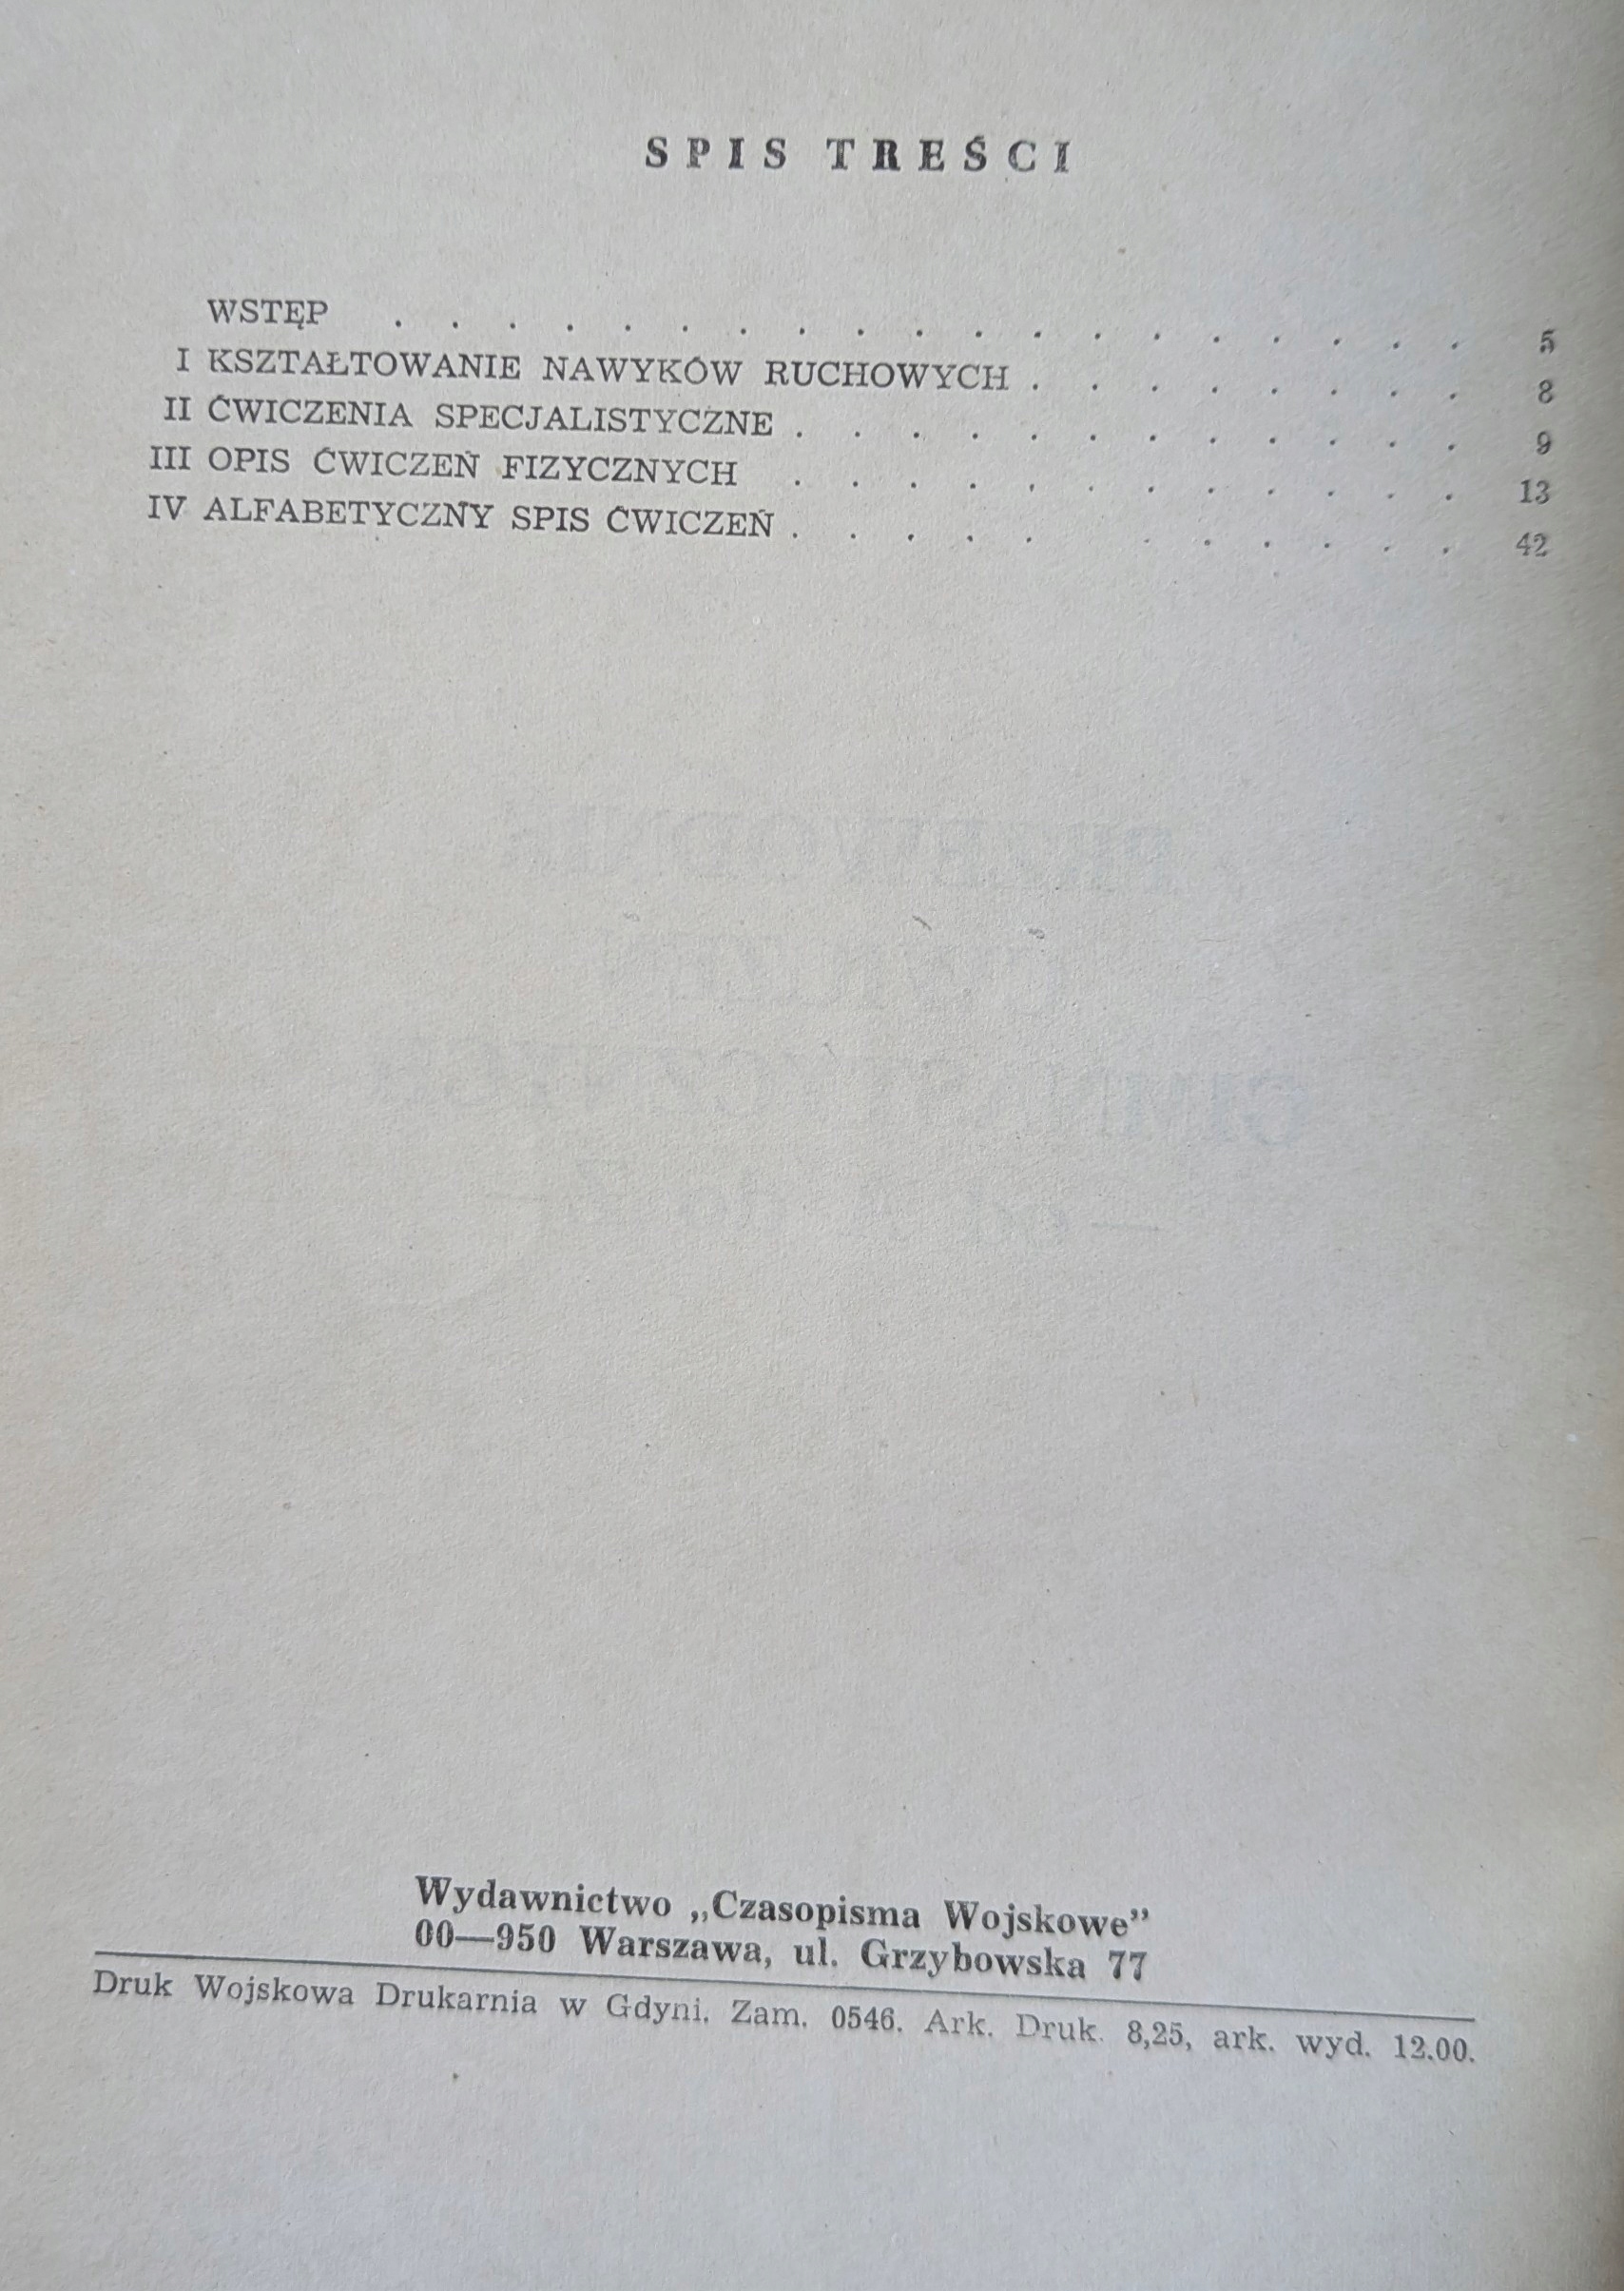 SPIS TREŚCI
WSTĘP . . . . . . . . . . . . . . . . . . . 5
I KSZTAŁTOWANIE NAWYKÓW RUCHOWYCH . . . . . . . . 8
II ĆWICZENIA SPECJALISTYCZNE . . . . . . . . . . . . 9
III OPIS ĆWICZEŃ FIZYCZNYCH . . . . . . . . . . . . 13
IV ALFABETYCZNY SPIS ĆWICZEŃ . . . . . . . . . . . 42
Wydawnictwo „Czasopisma Wojskowe”
00—950 Warszawa, ul. Grzybowska 77
Druk Wojskowa Drukarnia w Gdyni. Zam. 0546. Ark. Druk. 8,25, ark. wyd. 12.00.